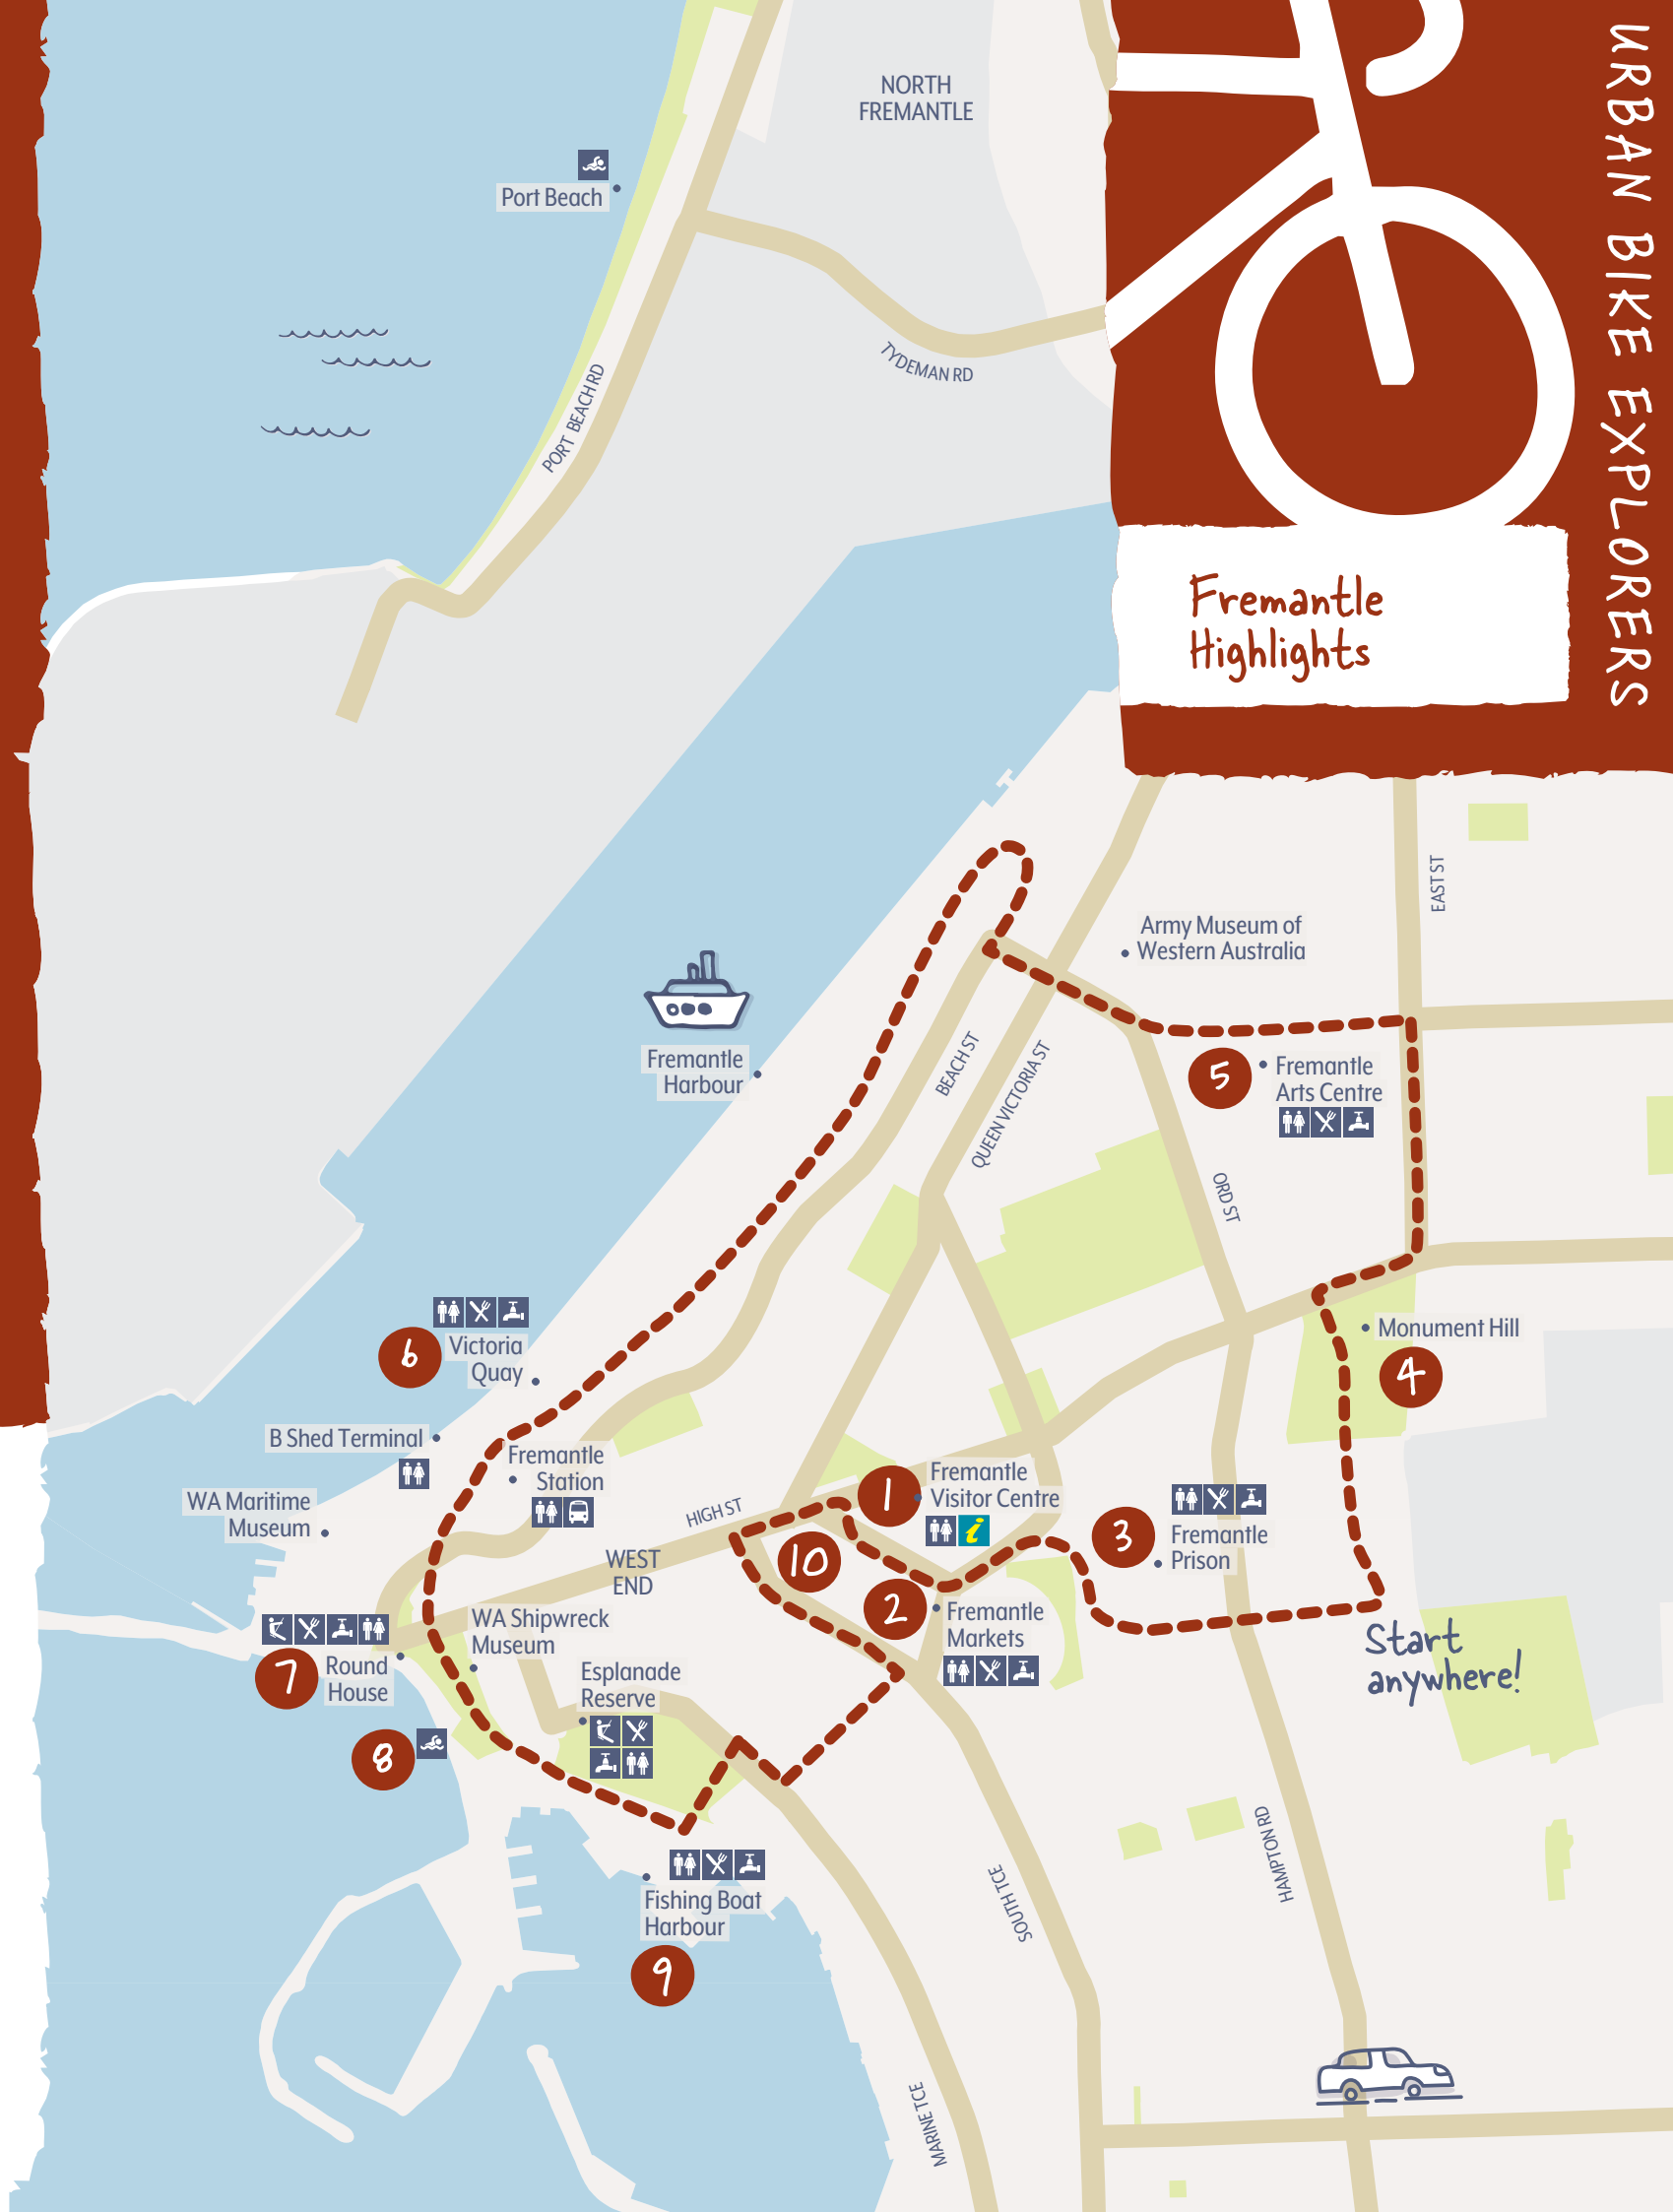 URBAN BIKE EXPLORERS
Fremantle
Highlights
NORTH
FREMANTLE
Port Beach
PORT BEACH RD
TYDEMAN RD
EAST ST
Army Museum of
Western Australia
Fremantle
Harbour
BEACH ST
QUEEN VICTORIA ST
5
Fremantle
Arts Centre
ORD ST
6
Victoria
Quay
Monument Hill
4
B Shed Terminal
Fremantle
Station
WA Maritime
Museum
HIGH ST
1
Fremantle
Visitor Centre
i
3
Fremantle
Prison
WEST
END
10
2
Fremantle
Markets
WA Shipwreck
Museum
7
Round
House
Esplanade
Reserve
Start
anywhere!
8
Fishing Boat
Harbour
9
SOUTH TCE
HAMPTON RD
MARINE TCE